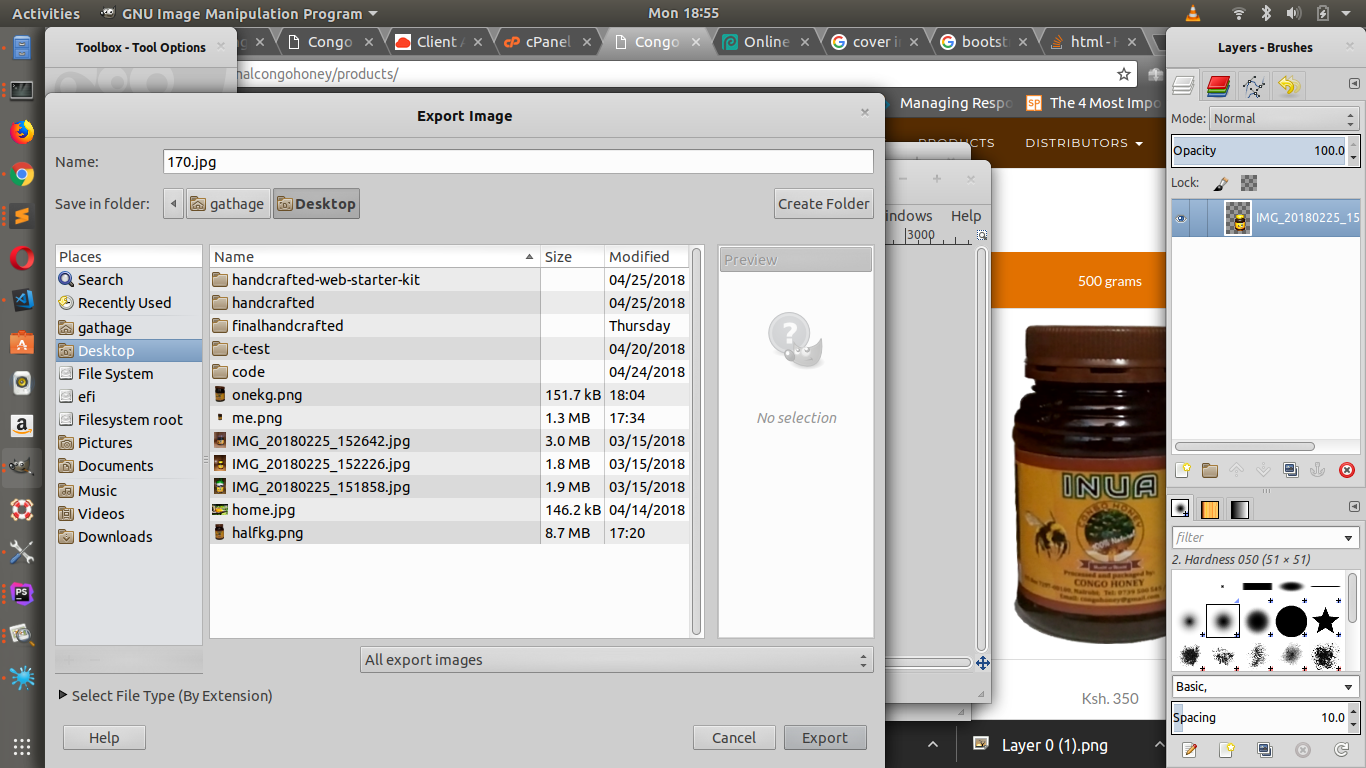 Activities GNU Image Manipulation Program Mon 18:55
Toolbox - Tool Options
Congo Client A cPanel Congo Online cover in bootst html - H
nalcongohoney/products/
Managing Respo SP The 4 Most Impo
PRODUCTS DISTRIBUTORS
Export Image
Name: 170.jpg
Save in folder: gathage Desktop Create Folder
Places
Search
Recently Used
gathage
Desktop
File System
efi
Filesystem root
Pictures
Documents
Music
Videos
Downloads
Name Size Modified
handcrafted-web-starter-kit 04/25/2018
handcrafted 04/25/2018
finalhandcrafted Thursday
c-test 04/20/2018
code 04/24/2018
onekg.png 151.7 kB 18:04
me.png 1.3 MB 17:34
IMG_20180225_152642.jpg 3.0 MB 03/15/2018
IMG_20180225_152226.jpg 1.8 MB 03/15/2018
IMG_20180225_151858.jpg 1.9 MB 03/15/2018
home.jpg 146.2 kB 04/14/2018
halfkg.png 8.7 MB 17:20
Preview
No selection
All export images
Select File Type (By Extension)
Help Cancel Export
indows Help
3000
500 grams
INUA
CONGO HONEY
Processed and packaged by:
CONGO HONEY
Ksh. 350
Layer 0 (1).png
Layers - Brushes
Mode: Normal
Opacity 100.0
Lock:
IMG_20180225_15
filter
2. Hardness 050 (51 × 51)
Basic,
Spacing 10.0